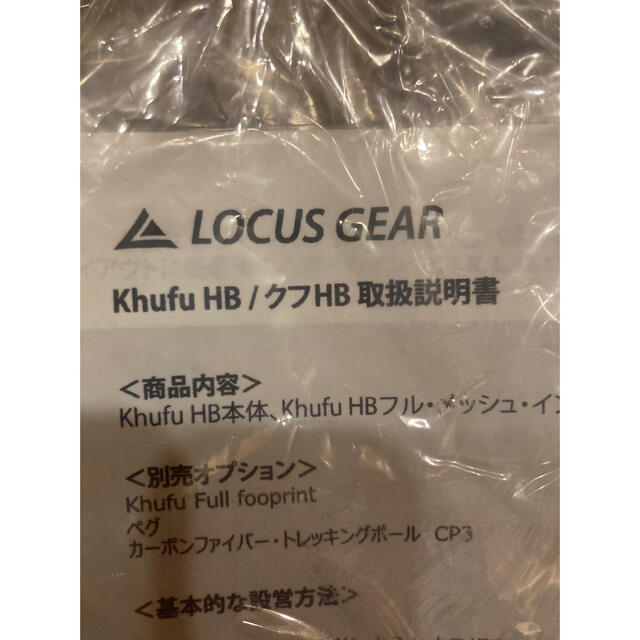 LOCUS GEAR
Khufu HB / クフHB 取扱説明書
＜商品内容＞
Khufu HB本体、Khufu HBフル・メッシュ・イン
＜別売オプション＞
Khufu Full fooprint
ペグ
カーボンファイバー・トレッキングポール CP3
＜基本的な設営方法＞